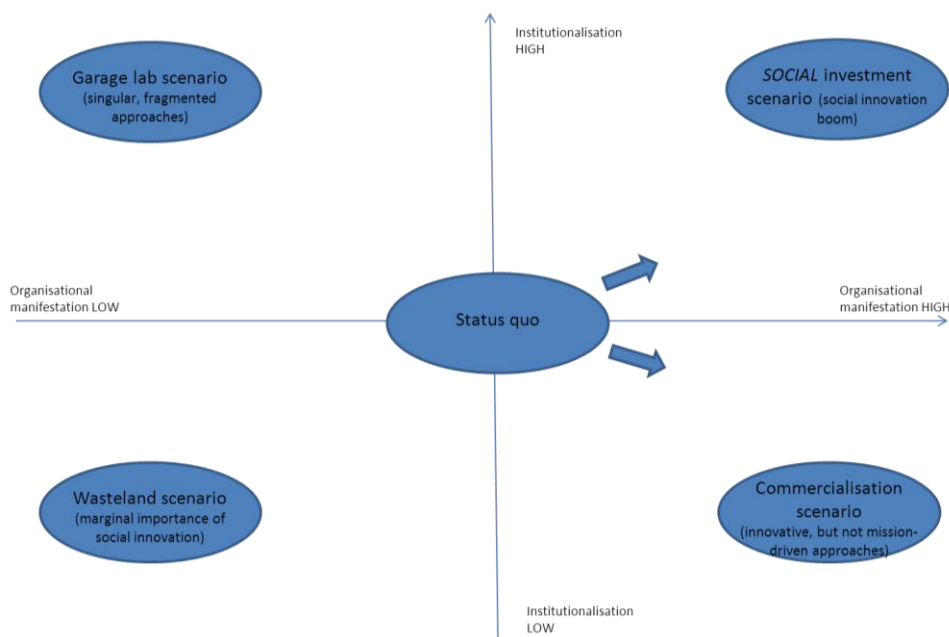 Institutionalisation
HIGH
Garage lab scenario
(singular, fragmented
approaches)
SOCIAL investment
scenario (social innovation
boom)
Organisational
manifestation LOW
Organisational
manifestation HIGH
Status quo
Wasteland scenario
(marginal importance of
social innovation)
Commercialisation
scenario
(innovative, but not mission-
driven approaches)
Institutionalisation
LOW